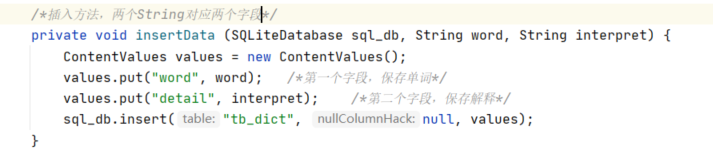 /*插入方法，两个String对应两个字段*/
private void insertData (SQLiteDatabase sql_db, String word, String interpret) {
    ContentValues values = new ContentValues();
    values.put("word", word);   /*第一个字段，保存单词*/
    values.put("detail", interpret);    /*第二个字段，保存解释*/
    sql_db.insert( table: "tb_dict", nullColumnHack: null, values);
}